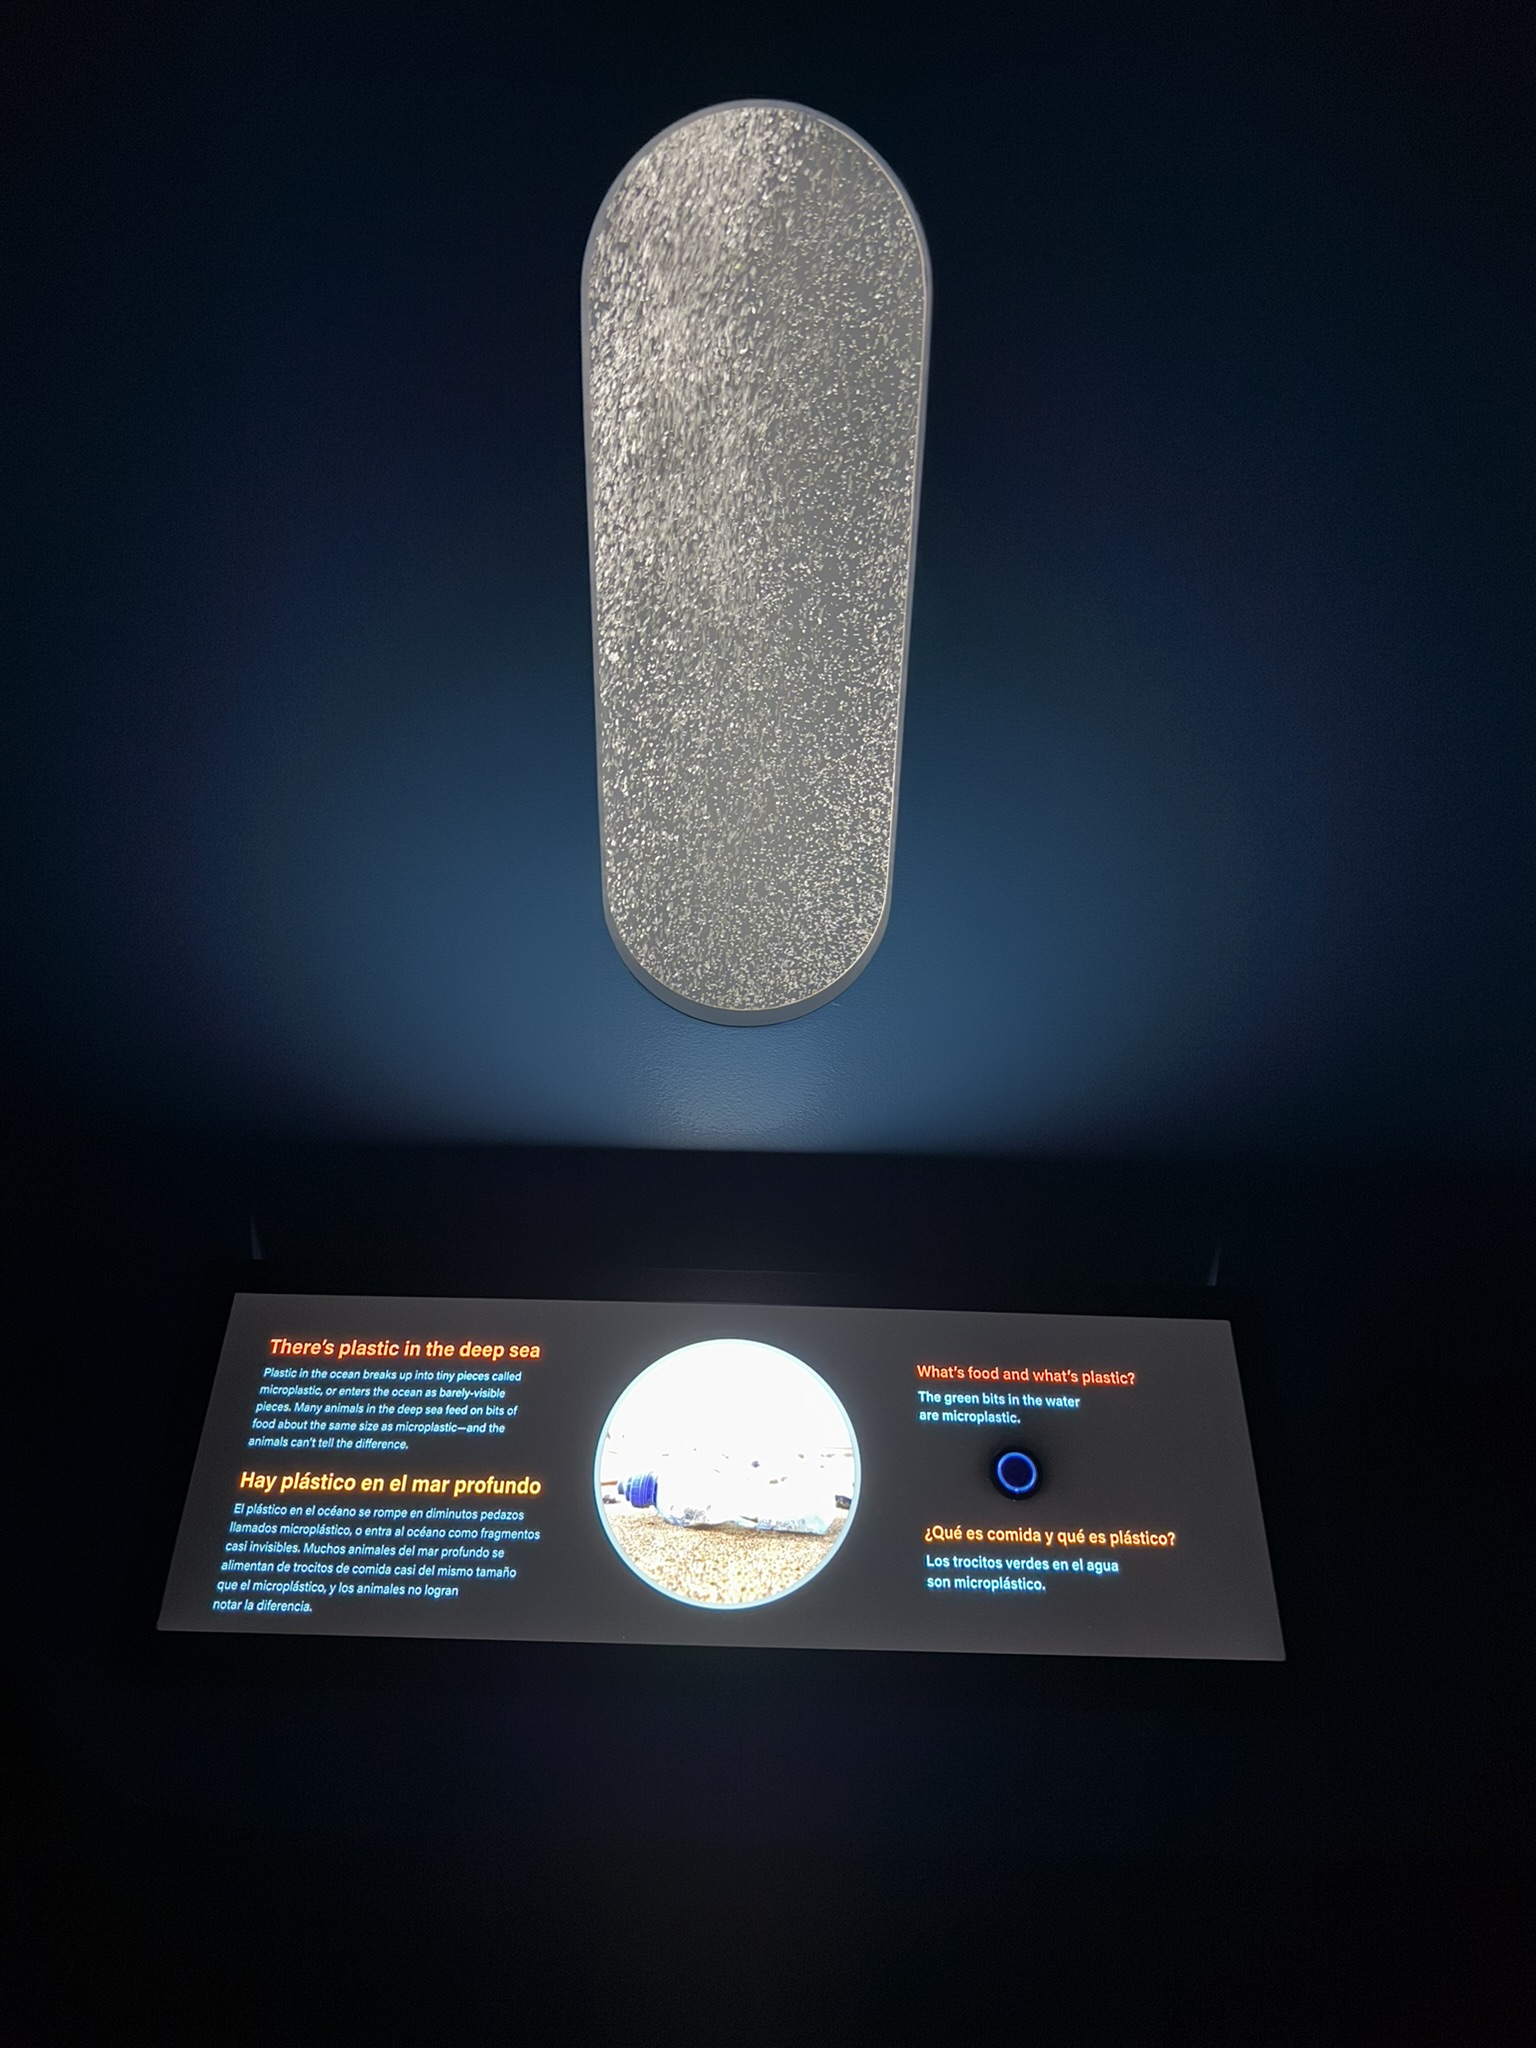 There's plastic in the deep sea
Plastic in the ocean breaks up into tiny pieces called
microplastic, or enters the ocean as barely-visible
pieces. Many animals in the deep sea feed on bits of
food about the same size as microplastic—and the
animals can't tell the difference.
Hay plástico en el mar profundo
El plástico en el océano se rompe en diminutos pedazos
llamados microplástico, o entra al océano como fragmentos
casi invisibles. Muchos animales del mar profundo se
alimentan de trocitos de comida casi del mismo tamaño
que el microplástico, y los animales no logran
notar la diferencia.
What's food and what's plastic?
The green bits in the water
are microplastic.
¿Qué es comida y qué es plástico?
Los trocitos verdes en el agua
son microplástico.